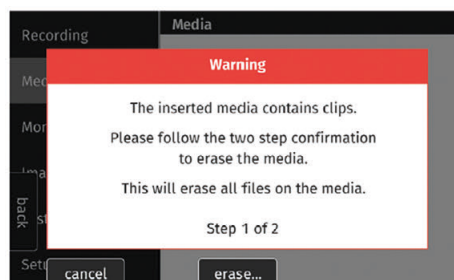 Media
Recording
Warning
The inserted media contains clips.
Please follow the two step confirmation
to erase the media.
This will erase all files on the media.
Step 1 of 2
back
cancel
erase...